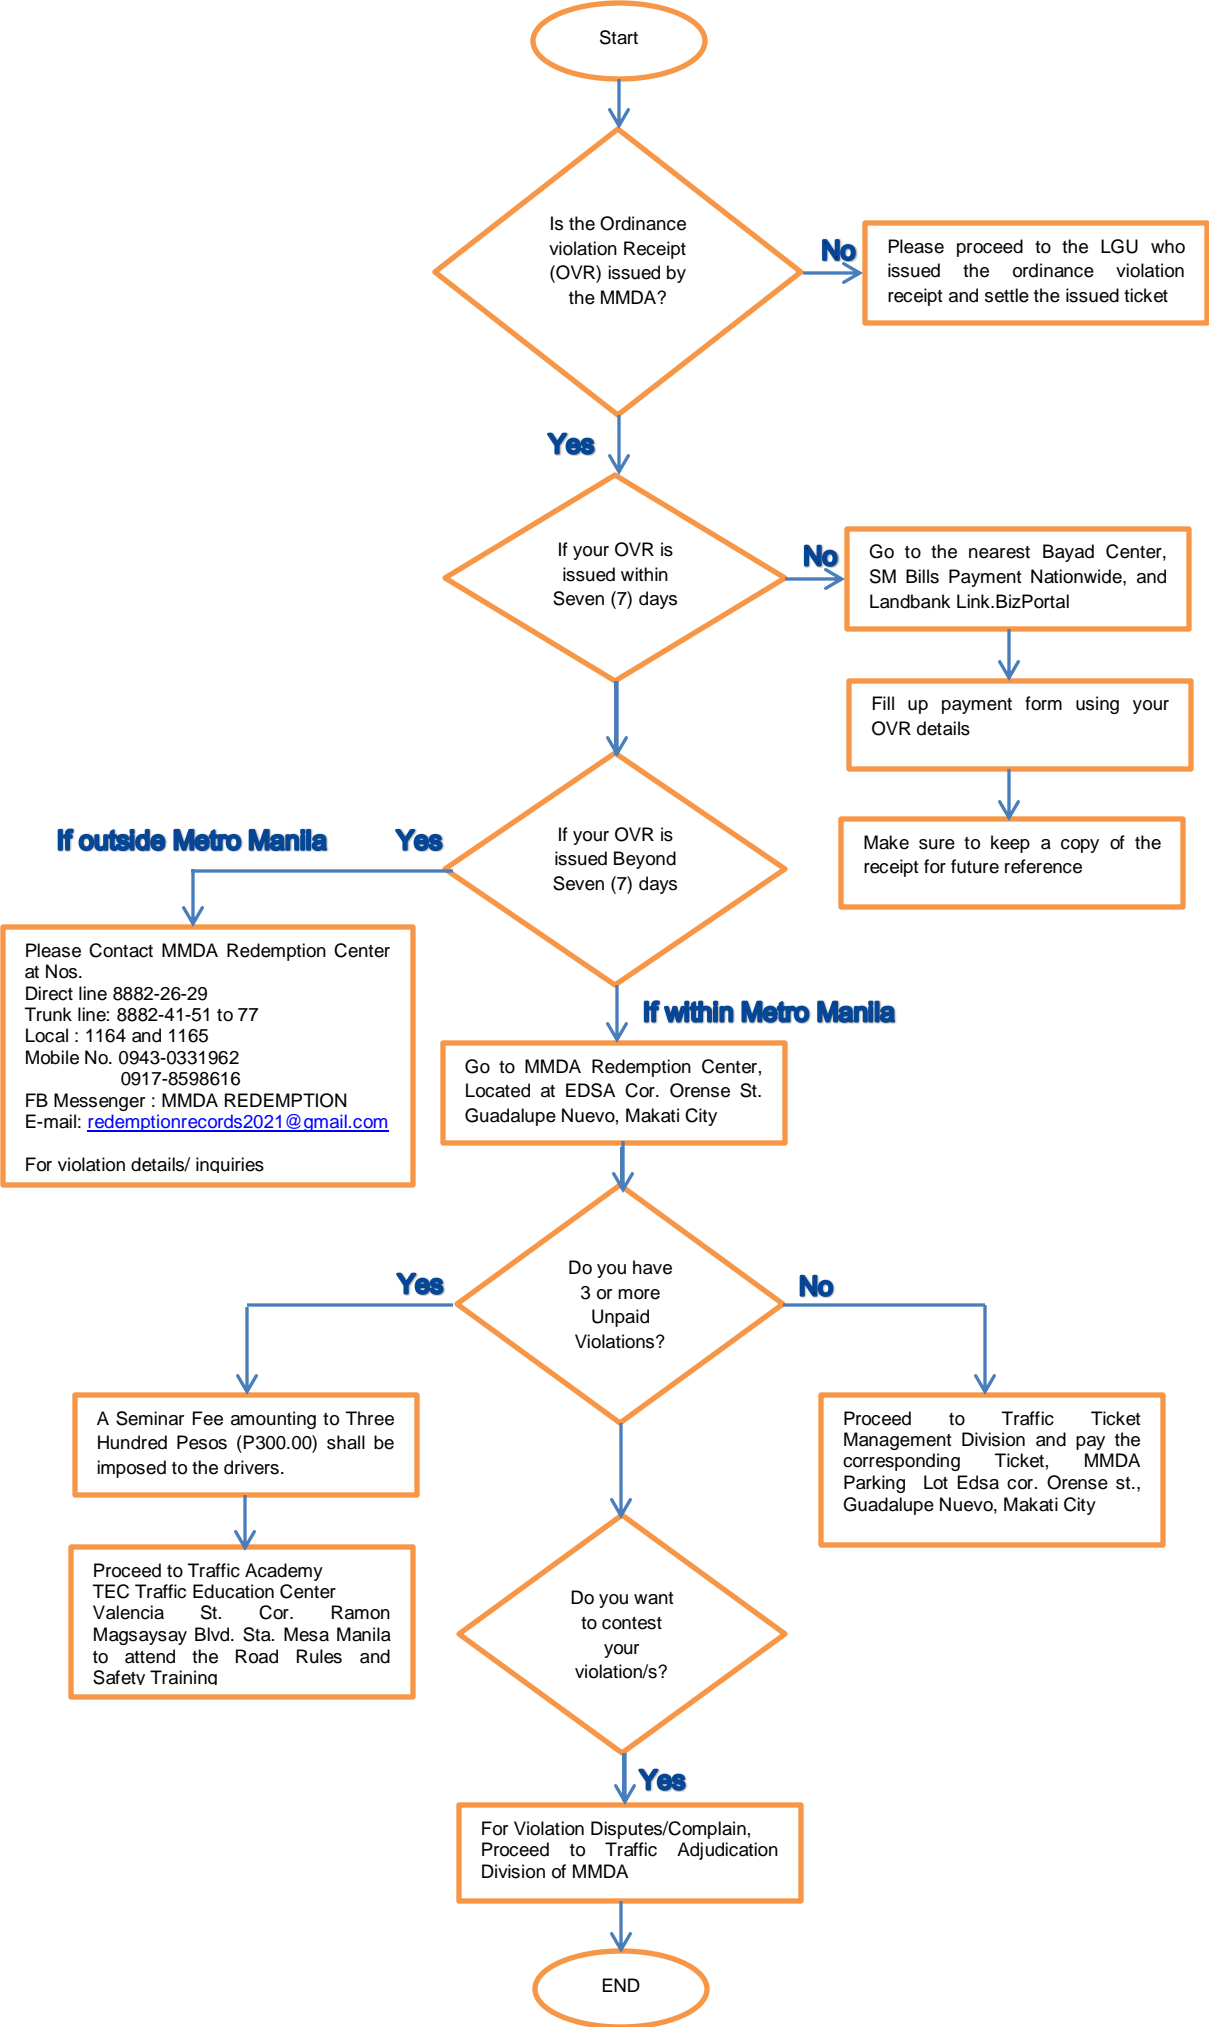 Start
Is the Ordinance
violation Receipt
(OVR) issued by
the MMDA?
No
Please proceed to the LGU who
issued the ordinance violation
receipt and settle the issued ticket
Yes
If your OVR is
issued within
Seven (7) days
No
Go to the nearest Bayad Center,
SM Bills Payment Nationwide, and
Landbank Link.BizPortal
Fill up payment form using your
OVR details
Make sure to keep a copy of the
receipt for future reference
If your OVR is
issued Beyond
Seven (7) days
If outside Metro Manila
Yes
Please Contact MMDA Redemption Center
at Nos.
Direct line 8882-26-29
Trunk line: 8882-41-51 to 77
Local : 1164 and 1165
Mobile No. 0943-0331962
0917-8598616
FB Messenger : MMDA REDEMPTION
E-mail: redemptionrecords2021@gmail.com
For violation details/ inquiries
If within Metro Manila
Go to MMDA Redemption Center,
Located at EDSA Cor. Orense St.
Guadalupe Nuevo, Makati City
Do you have
3 or more
Unpaid
Violations?
Yes
A Seminar Fee amounting to Three
Hundred Pesos (P300.00) shall be
imposed to the drivers.
Proceed to Traffic Academy
TEC Traffic Education Center
Valencia St. Cor. Ramon
Magsaysay Blvd. Sta. Mesa Manila
to attend the Road Rules and
Safety Training
No
Proceed to Traffic Ticket
Management Division and pay the
corresponding Ticket, MMDA
Parking Lot Edsa cor. Orense st.,
Guadalupe Nuevo, Makati City
Do you want
to contest
your
violation/s?
Yes
For Violation Disputes/Complain,
Proceed to Traffic Adjudication
Division of MMDA
END